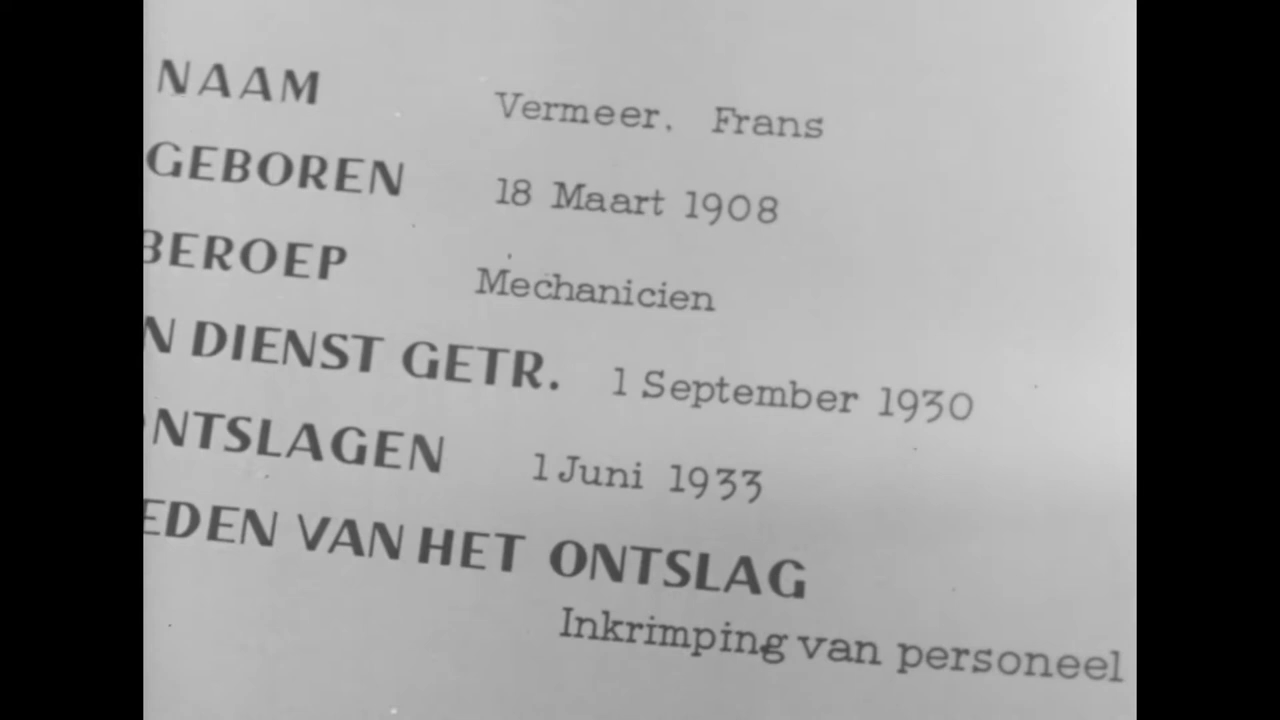 NAAM Vermeer. Frans
GEBOREN 18 Maart 1908
BEROEP Mechanicien
N DIENST GETR. 1 September 1930
ONTSLAGEN 1 Juni 1933
EDEN VAN HET ONTSLAG
Inkrimping van personeel